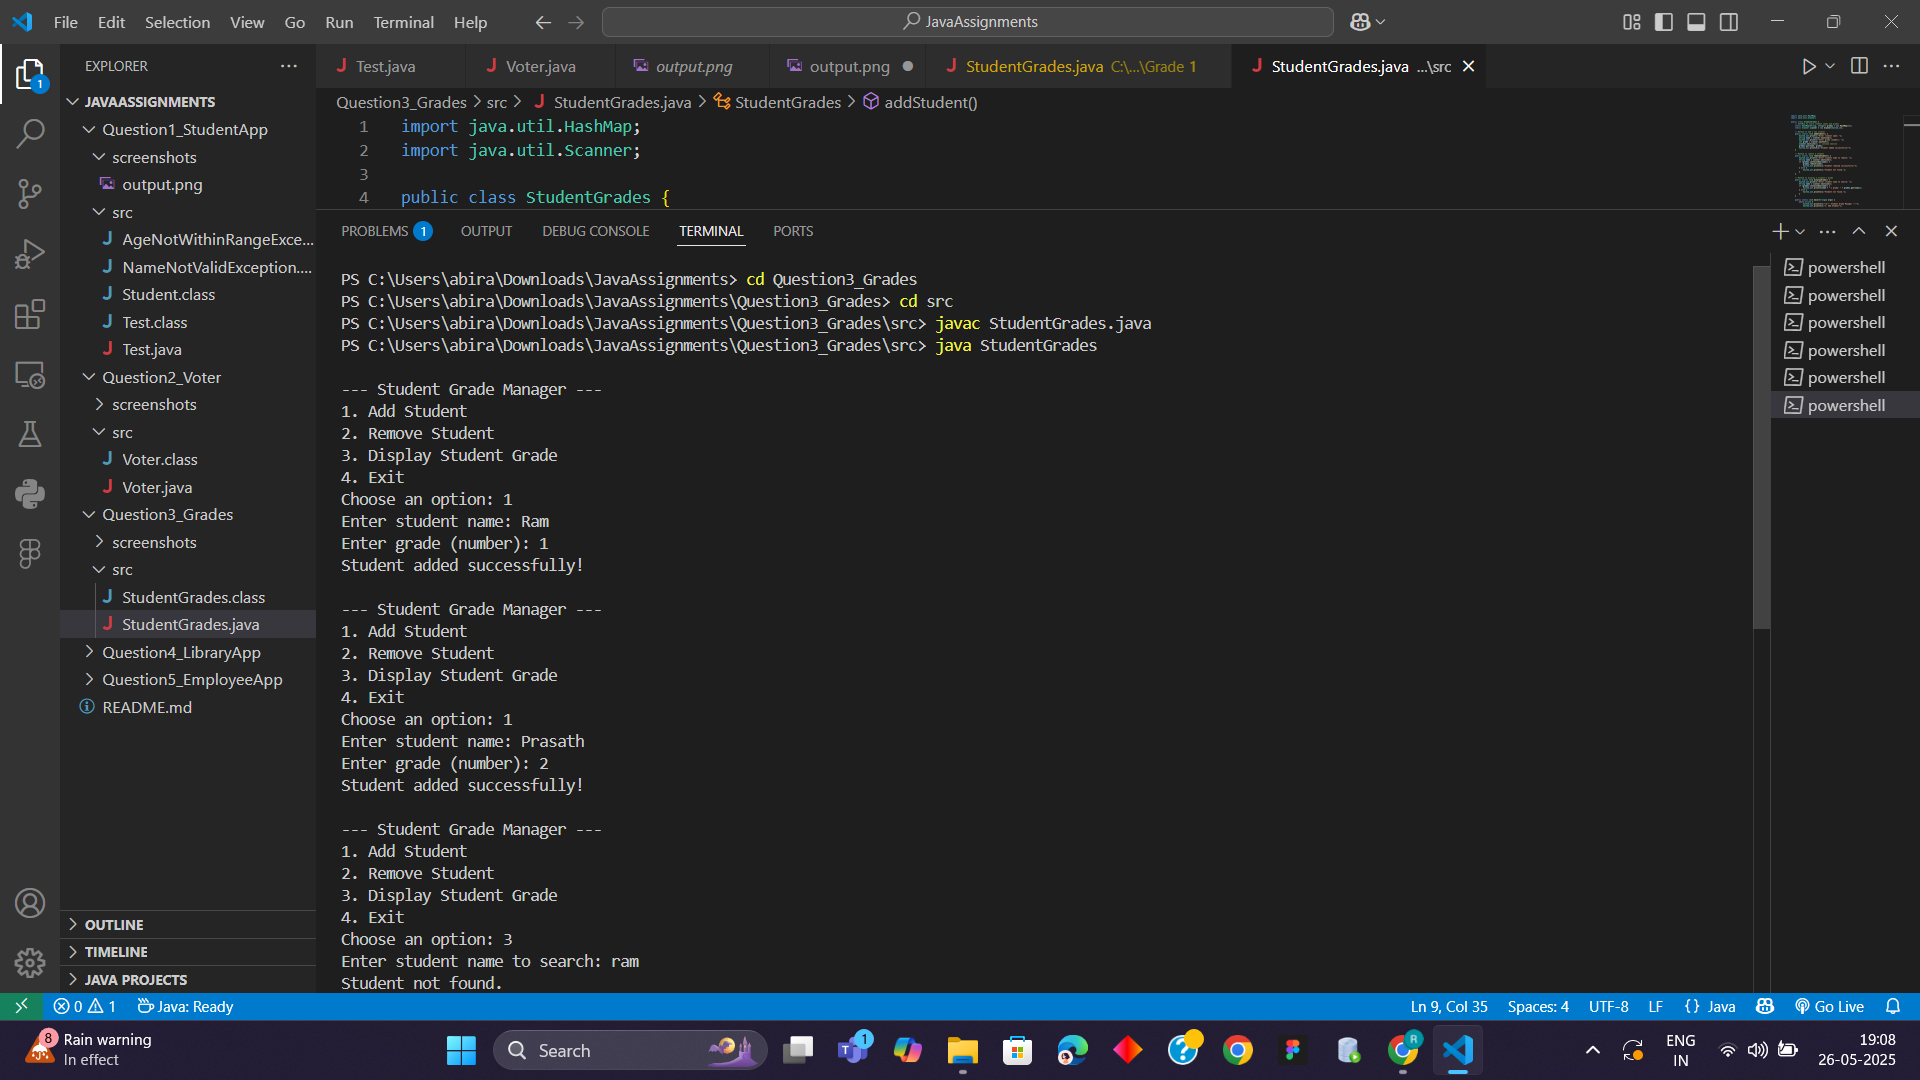 File Edit Selection View Go Run Terminal Help
JavaAssignments
EXPLORER
JAVAASSIGNMENTS
Question1_StudentApp
screenshots
output.png
src
AgeNotWithinRangeExce...
NameNotValidException....
Student.class
Test.class
Test.java
Question2_Voter
screenshots
src
Voter.class
Voter.java
Question3_Grades
screenshots
src
StudentGrades.class
StudentGrades.java
Question4_LibraryApp
Question5_EmployeeApp
README.md
OUTLINE
TIMELINE
JAVA PROJECTS
1
Test.java
Voter.java
output.png
output.png
StudentGrades.java C:\...\Grade 1
StudentGrades.java ...\src
Question3_Grades > src > StudentGrades.java > StudentGrades > addStudent()
1 import java.util.HashMap;
2 import java.util.Scanner;
3
4 public class StudentGrades {
PROBLEMS 1 OUTPUT DEBUG CONSOLE TERMINAL PORTS
PS C:\Users\abira\Downloads\JavaAssignments> cd Question3_Grades
PS C:\Users\abira\Downloads\JavaAssignments\Question3_Grades> cd src
PS C:\Users\abira\Downloads\JavaAssignments\Question3_Grades\src> javac StudentGrades.java
PS C:\Users\abira\Downloads\JavaAssignments\Question3_Grades\src> java StudentGrades
--- Student Grade Manager ---
1. Add Student
2. Remove Student
3. Display Student Grade
4. Exit
Choose an option: 1
Enter student name: Ram
Enter grade (number): 1
Student added successfully!
--- Student Grade Manager ---
1. Add Student
2. Remove Student
3. Display Student Grade
4. Exit
Choose an option: 1
Enter student name: Prasath
Enter grade (number): 2
Student added successfully!
--- Student Grade Manager ---
1. Add Student
2. Remove Student
3. Display Student Grade
4. Exit
Choose an option: 3
Enter student name to search: ram
Student not found.
powershell
powershell
powershell
powershell
powershell
powershell
0 1 Java: Ready
Ln 9, Col 35 Spaces: 4 UTF-8 LF {} Java Go Live
8
Rain warning
In effect
Search
1
R
ENG
IN
19:08
26-05-2025